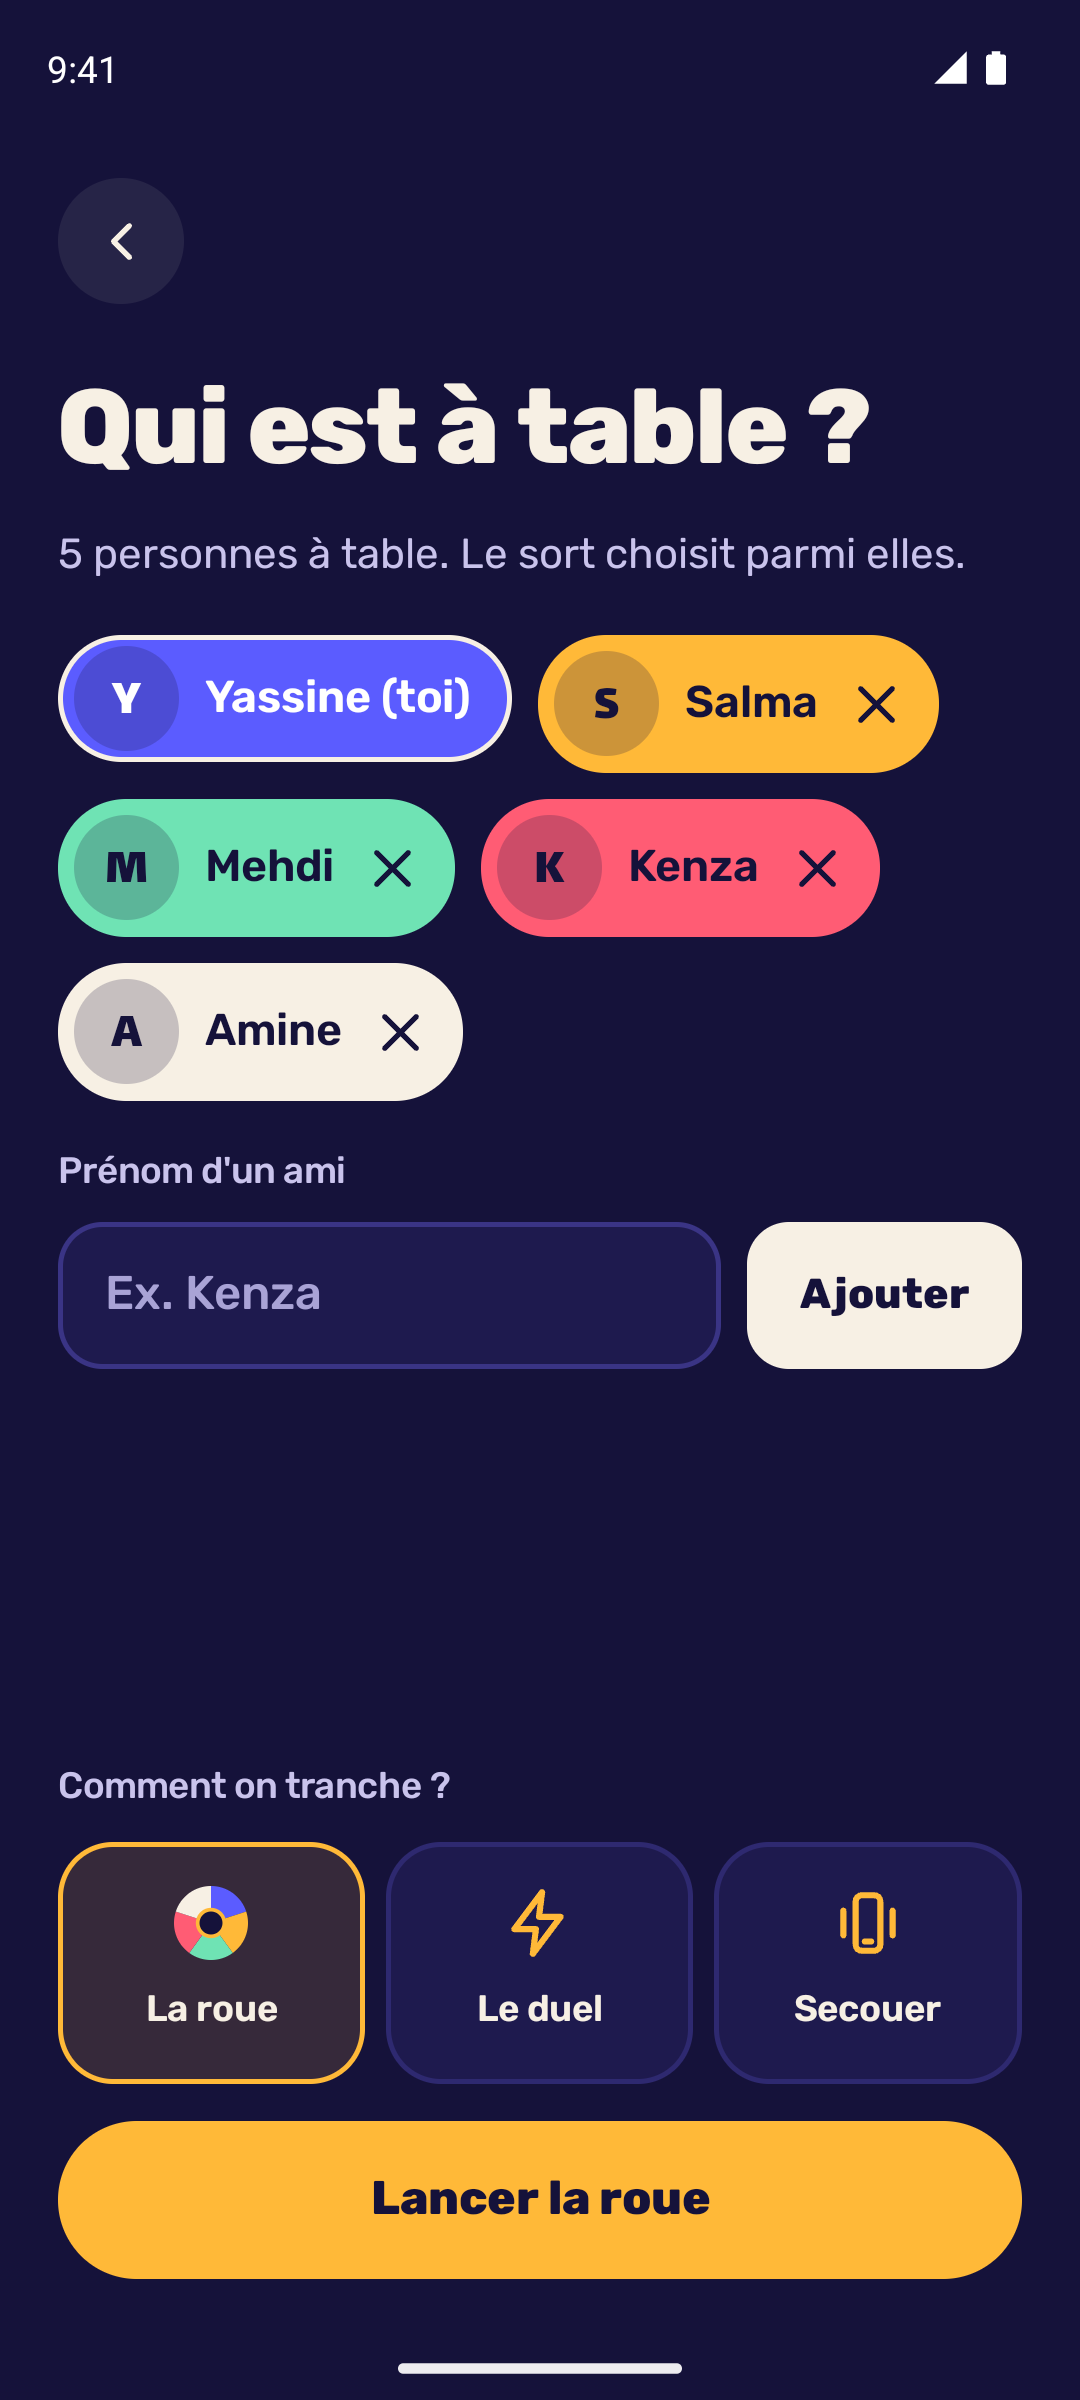 9:41
Qui est à table ?
5 personnes à table. Le sort choisit parmi elles.
Y Yassine (toi)
S Salma
M Mehdi
K Kenza
A Amine
Prénom d'un ami
Ex. Kenza
Ajouter
Comment on tranche ?
La roue
Le duel
Secouer
Lancer la roue